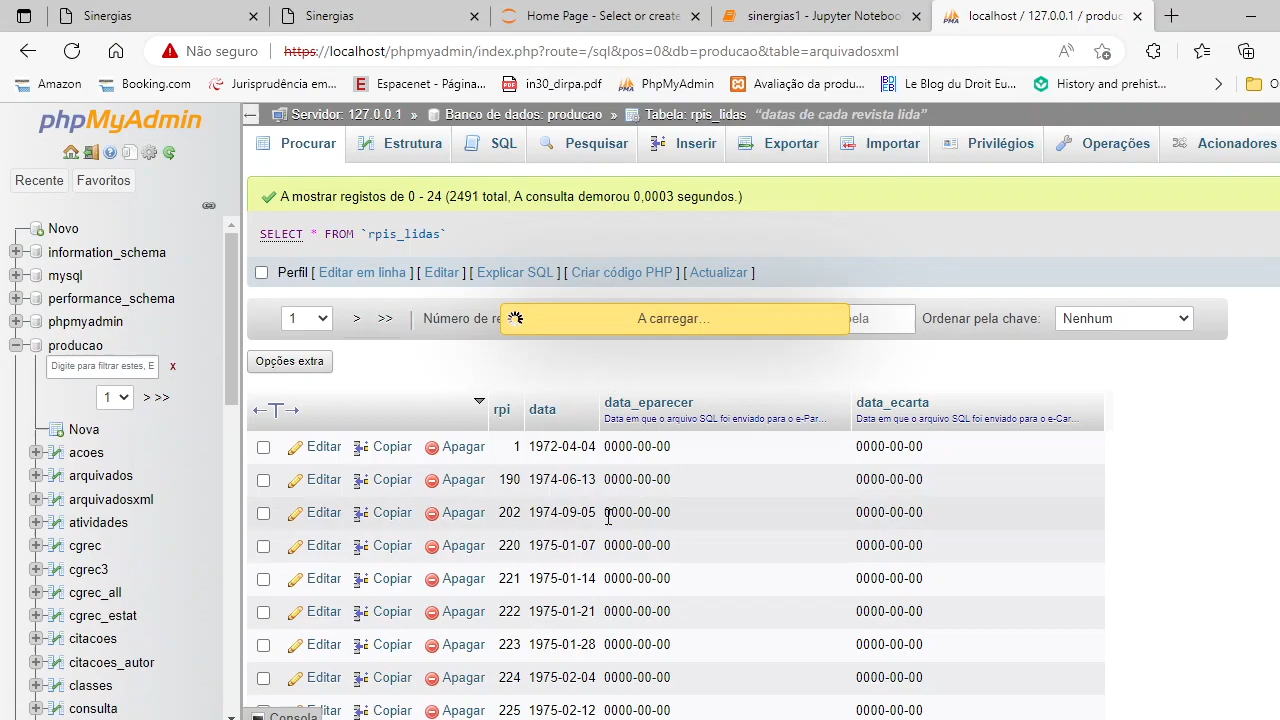 Sinergias
Sinergias
Home Page - Select or create
sinergias1 - Jupyter Noteboo
localhost / 127.0.0.1 / produc
Não seguro
https://localhost/phpmyadmin/index.php?route=/sql&pos=0&db=producao&table=arquivadosxml
Amazon
Booking.com
Jurisprudência em...
Espacenet - Págin...
in30_dirpa.pdf
PhpMyAdmin
Avaliação da produ...
Le Blog du Droit Eu...
History and prehist...
O
phpMyAdmin
Recente
Favoritos
Novo
information_schema
mysql
performance_schema
phpmyadmin
producao
Digite para filtrar estes, E
x
1
> >>
Nova
acoes
arquivados
arquivadosxml
atividades
cgrec
cgrec3
cgrec_all
cgrec_estat
citacoes
citacoes_autor
classes
consulta
Servidor: 127.0.0.1 » Banco de dados: producao » Tabela: rpis_lidas "datas de cada revista lida"
Procurar
Estrutura
SQL
Pesquisar
Inserir
Exportar
Importar
Privilégios
Operações
Acionadores
A mostrar registos de 0 - 24 (2491 total, A consulta demorou 0,0003 segundos.)
SELECT * FROM `rpis_lidas`
Perfil [ Editar em linha ] [ Editar ] [ Explicar SQL ] [ Criar código PHP ] [ Actualizar ]
1 > >> Número de re A carregar… ela Ordenar pela chave: Nenhum
Opções extra
←T→ rpi data data_eparecer data_ecarta
Data em que o arquivo SQL foi enviado para o e-Par... Data em que o arquivo SQL foi enviado para o e-Car...
Editar Copiar Apagar 1 1972-04-04 0000-00-00 0000-00-00
Editar Copiar Apagar 190 1974-06-13 0000-00-00 0000-00-00
Editar Copiar Apagar 202 1974-09-05 0000-00-00 0000-00-00
Editar Copiar Apagar 220 1975-01-07 0000-00-00 0000-00-00
Editar Copiar Apagar 221 1975-01-14 0000-00-00 0000-00-00
Editar Copiar Apagar 222 1975-01-21 0000-00-00 0000-00-00
Editar Copiar Apagar 223 1975-01-28 0000-00-00 0000-00-00
Editar Copiar Apagar 224 1975-02-04 0000-00-00 0000-00-00
Editar Copiar Apagar 225 1975-02-12 0000-00-00 0000-00-00
Consola